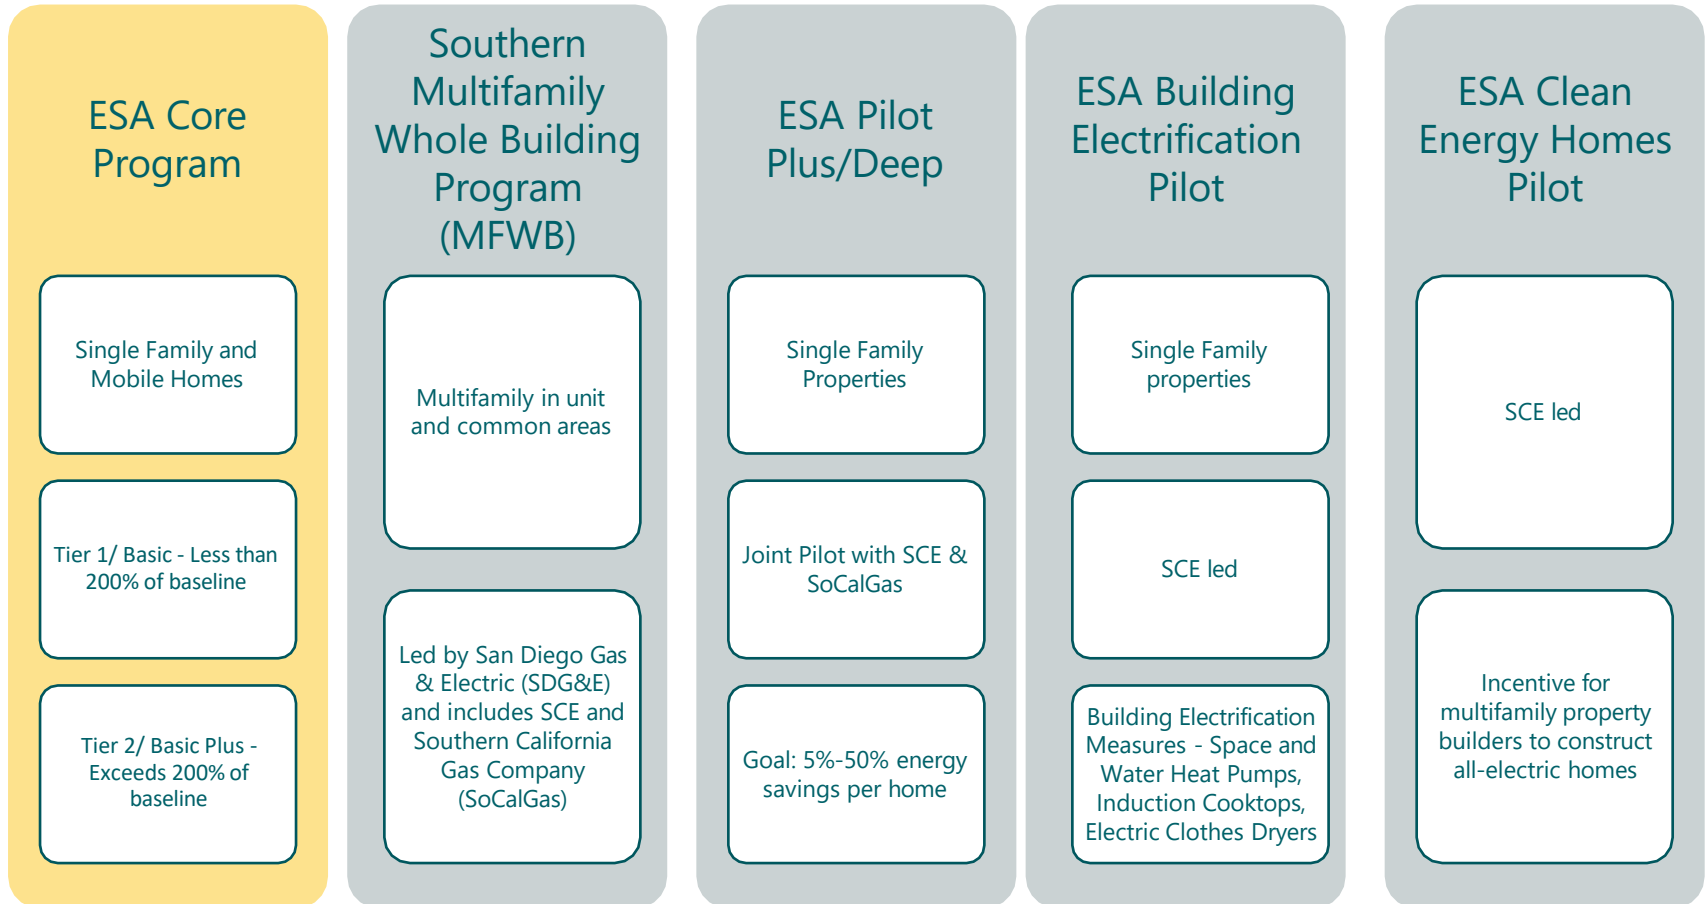 ESA Core
Program
Single Family and
Mobile Homes
Tier 1/ Basic - Less than
200% of baseline
Tier 2/ Basic Plus -
Exceeds 200% of
baseline
Southern
Multifamily
Whole Building
Program
(MFWB)
Multifamily in unit
and common areas
Led by San Diego Gas
& Electric (SDG&E)
and includes SCE and
Southern California
Gas Company
(SoCalGas)
ESA Pilot
Plus/Deep
Single Family
Properties
Joint Pilot with SCE &
SoCalGas
Goal: 5%-50% energy
savings per home
ESA Building
Electrification
Pilot
Single Family
properties
SCE led
Building Electrification
Measures - Space and
Water Heat Pumps,
Induction Cooktops,
Electric Clothes Dryers
ESA Clean
Energy Homes
Pilot
SCE led
Incentive for
multifamily property
builders to construct
all-electric homes